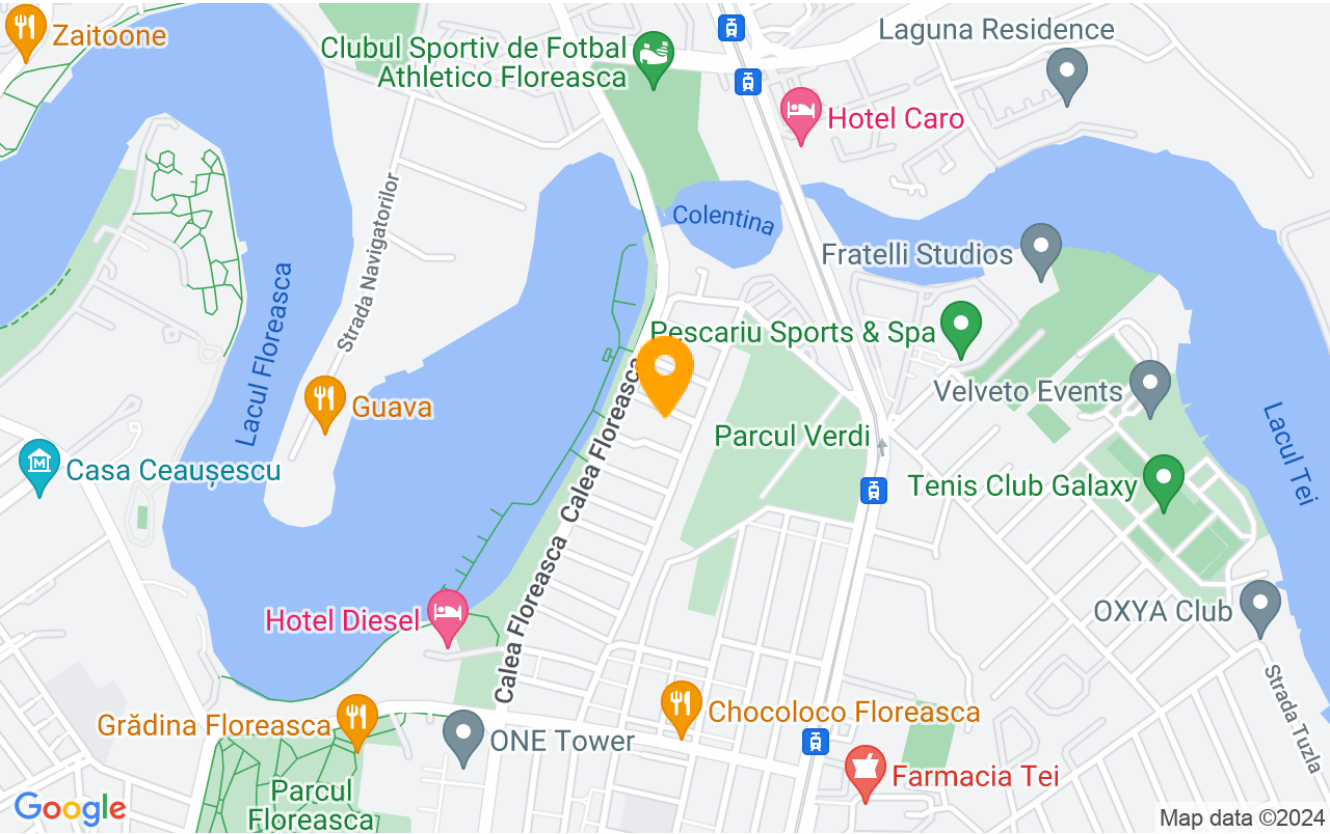 Zaitoone
Clubul Sportiv de Fotbal
Athletico Floreasca
Laguna Residence
Hotel Caro
Colentina
Strada Navigatorilor
Lacul Floreasca
Fratelli Studios
Pescariu Sports & Spa
Velveto Events
Guava
Calea Floreasca
Calea Floreasca
Parcul Verdi
Casa Ceaușescu
Tenis Club Galaxy
Lacul Tei
Hotel Diesel
Calea Floreasca
OXYA Club
Strada Tuzla
Grădina Floreasca
Chocoloco Floreasca
ONE Tower
Farmacia Tei
Parcul
Floreasca
Google
Map data ©2024